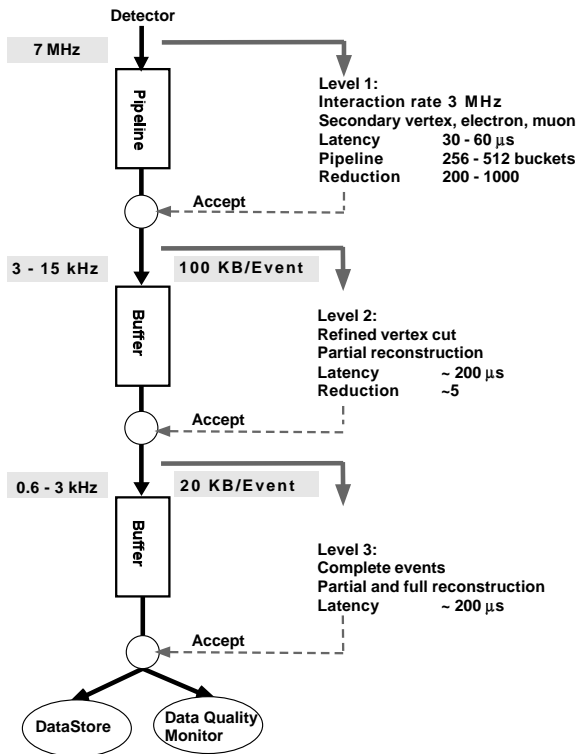 Detector
7 MHz
Pipeline
Level 1:
Interaction rate 3 MHz
Secondary vertex, electron, muon
Latency 30 - 60 μs
Pipeline 256 - 512 buckets
Reduction 200 - 1000
Accept
3 - 15 kHz
100 KB/Event
Buffer
Level 2:
Refined vertex cut
Partial reconstruction
Latency ~ 200 μs
Reduction ~5
Accept
0.6 - 3 kHz
20 KB/Event
Buffer
Level 3:
Complete events
Partial and full reconstruction
Latency ~ 200 μs
Accept
DataStore
Data Quality
Monitor